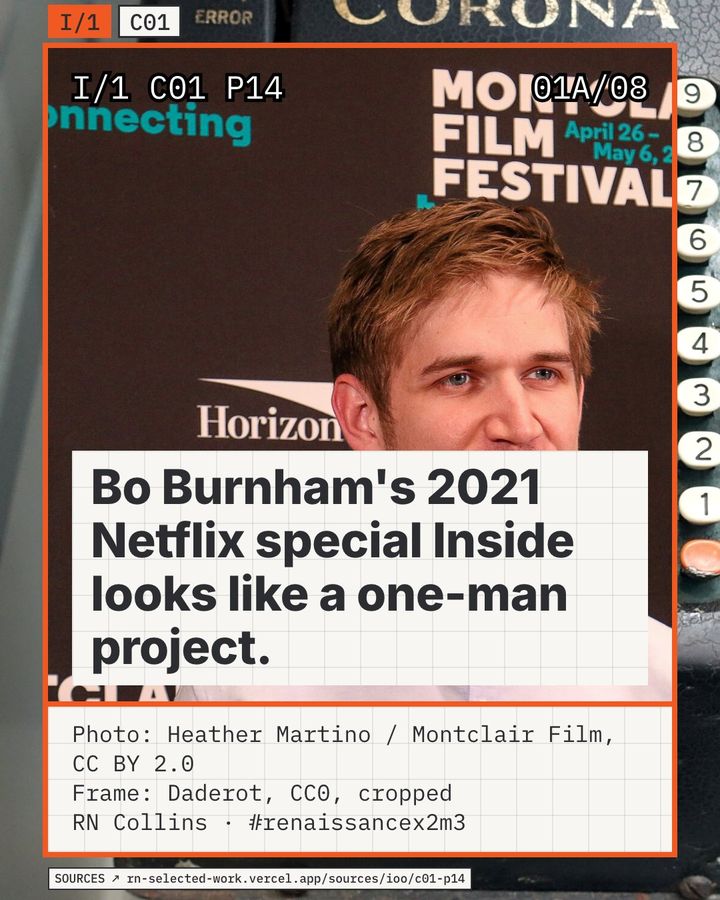 CORONA
I/1 C01 ERROR
I/1 C01 P14 01A/08
onnecting
MONTCLA
FILM April 26 –
May 6, 2
FESTIVAL
9
8
7
6
5
4
3
2
1
Horizon
Bo Burnham's 2021
Netflix special Inside
looks like a one-man
project.
Photo: Heather Martino / Montclair Film,
CC BY 2.0
Frame: Daderot, CC0, cropped
RN Collins · #renaissancex2m3
SOURCES ↗ rn-selected-work.vercel.app/sources/ioo/c01-p14